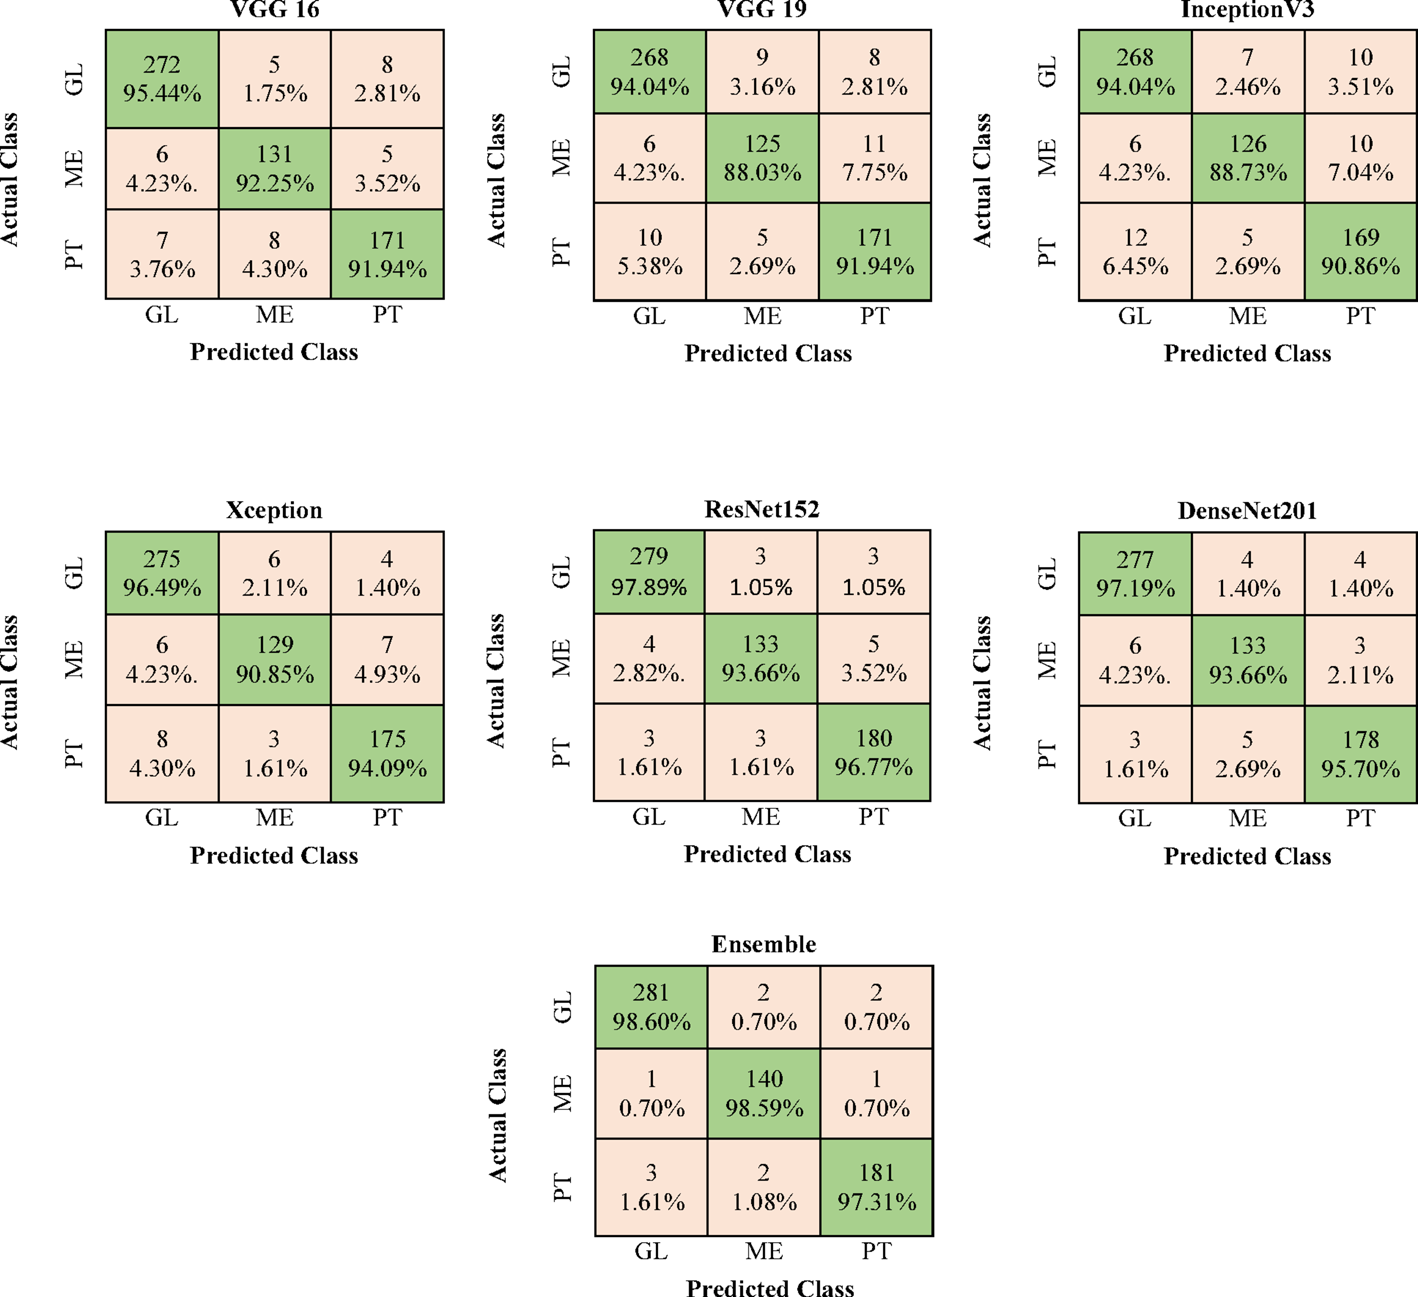 VGG 16
GL
272 5 8
95.44% 1.75% 2.81%
ME
6 131 5
4.23%. 92.25% 3.52%
PT
7 8 171
3.76% 4.30% 91.94%
GL ME PT
Actual Class
Predicted Class
VGG 19
GL
268 9 8
94.04% 3.16% 2.81%
ME
6 125 11
4.23%. 88.03% 7.75%
PT
10 5 171
5.38% 2.69% 91.94%
GL ME PT
Actual Class
Predicted Class
InceptionV3
GL
268 7 10
94.04% 2.46% 3.51%
ME
6 126 10
4.23%. 88.73% 7.04%
PT
12 5 169
6.45% 2.69% 90.86%
GL ME PT
Actual Class
Predicted Class
Xception
GL
275 6 4
96.49% 2.11% 1.40%
ME
6 129 7
4.23%. 90.85% 4.93%
PT
8 3 175
4.30% 1.61% 94.09%
GL ME PT
Actual Class
Predicted Class
ResNet152
GL
279 3 3
97.89% 1.05% 1.05%
ME
4 133 5
2.82%. 93.66% 3.52%
PT
3 3 180
1.61% 1.61% 96.77%
GL ME PT
Actual Class
Predicted Class
DenseNet201
GL
277 4 4
97.19% 1.40% 1.40%
ME
6 133 3
4.23%. 93.66% 2.11%
PT
3 5 178
1.61% 2.69% 95.70%
GL ME PT
Actual Class
Predicted Class
Ensemble
GL
281 2 2
98.60% 0.70% 0.70%
ME
1 140 1
0.70% 98.59% 0.70%
PT
3 2 181
1.61% 1.08% 97.31%
GL ME PT
Actual Class
Predicted Class